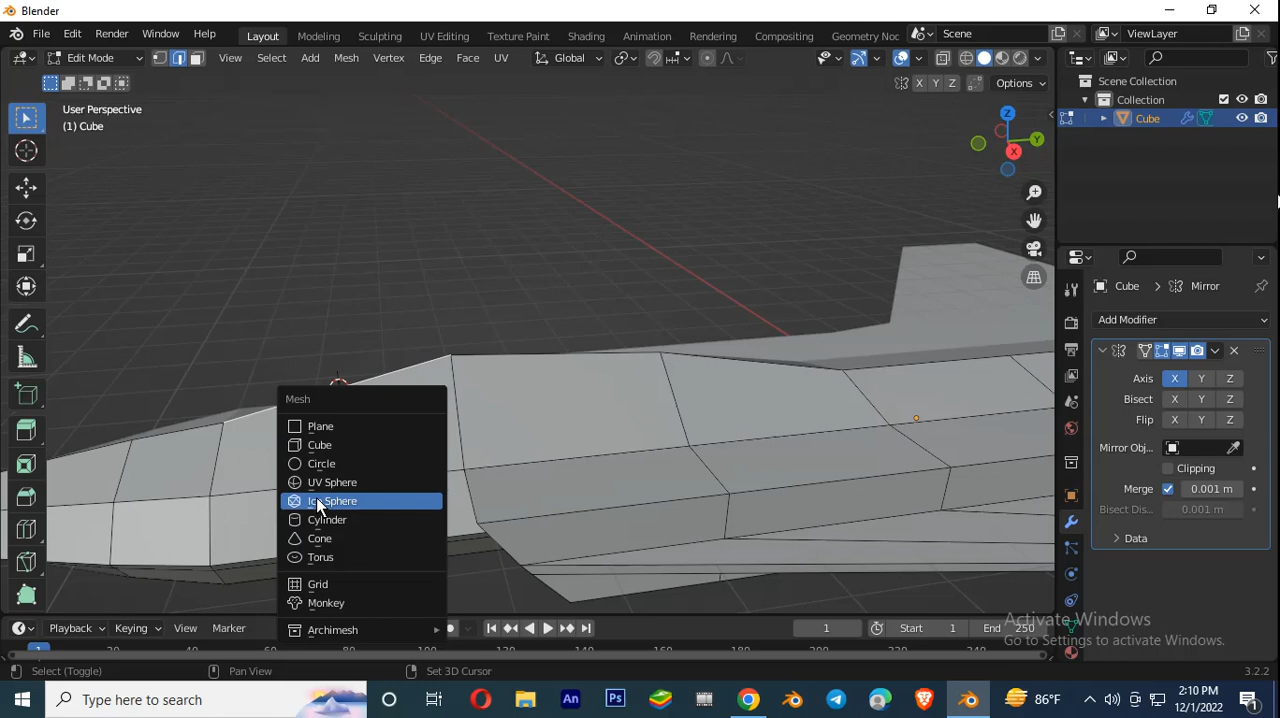 Blender
File Edit Render Window Help
Layout Modeling Sculpting UV Editing Texture Paint Shading Animation Rendering Compositing Geometry Noc
Scene
ViewLayer
Edit Mode View Select Add Mesh Vertex Edge Face UV
Global
X Y Z
Options
User Perspective
(1) Cube
Z
Y
X
Scene Collection
Collection
Cube
Cube > Mirror
Add Modifier
Axis X Y Z
Bisect X Y Z
Flip X Y Z
Mirror Obj...
Clipping
Merge 0.001 m
Bisect Dis... 0.001 m
Data
Mesh
Plane
Cube
Circle
UV Sphere
Ico Sphere
Cylinder
Cone
Torus
Grid
Monkey
Archimesh
Playback Keying View Marker
1
Start 1 End 250
Activate Windows
Go to Settings to activate Windows.
Select (Toggle)
Pan View
Set 3D Cursor
3.2.2
Type here to search
An
Ps
86°F
2:10 PM
12/1/2022
1